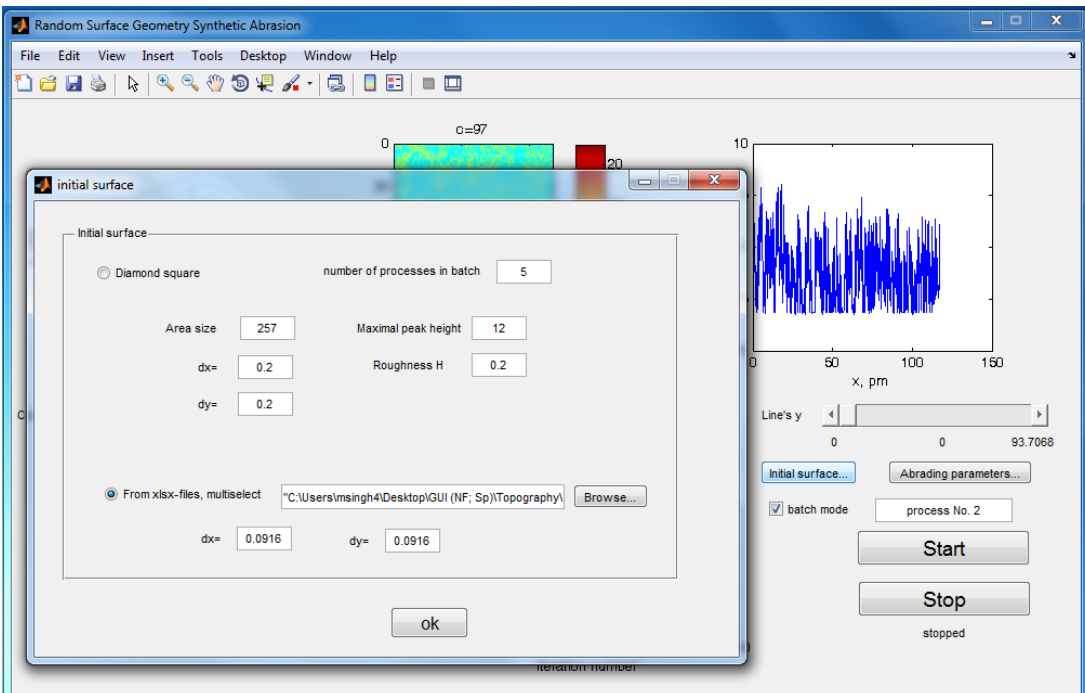 Random Surface Geometry Synthetic Abrasion
File Edit View Insert Tools Desktop Window Help
c=97
0
20
10
initial surface
Initial surface
Diamond square
number of processes in batch 5
Area size 257
Maximal peak height 12
dx= 0.2
Roughness H 0.2
dy= 0.2
0 50 100 150
x, pm
C
Line's y
0 0 93.7068
From xlsx-files, multiselect "C:\Users\msingh4\Desktop\GUI (NF; Sp)\Topography\ Browse...
dx= 0.0916
dy= 0.0916
Initial surface... Abrading parameters...
batch mode process No. 2
Start
Stop
stopped
ok
iteration number